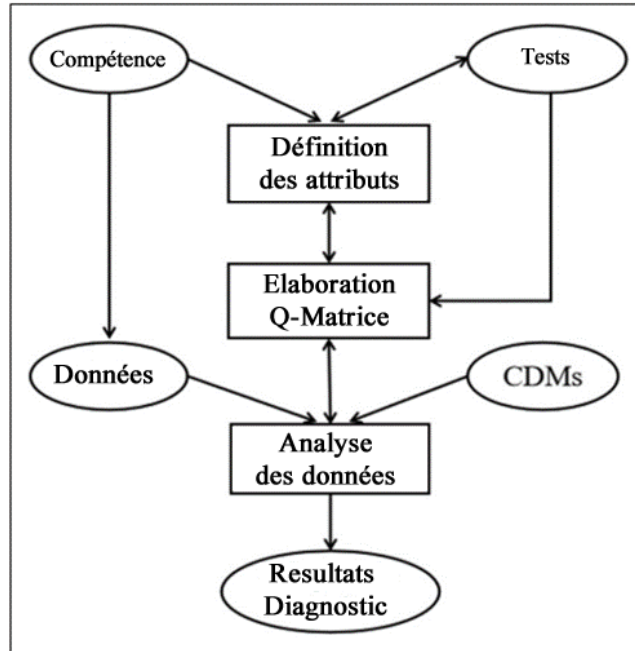 Compétence
Tests
Définition
des attributs
Elaboration
Q-Matrice
Données
CDMs
Analyse
des données
Resultats
Diagnostic